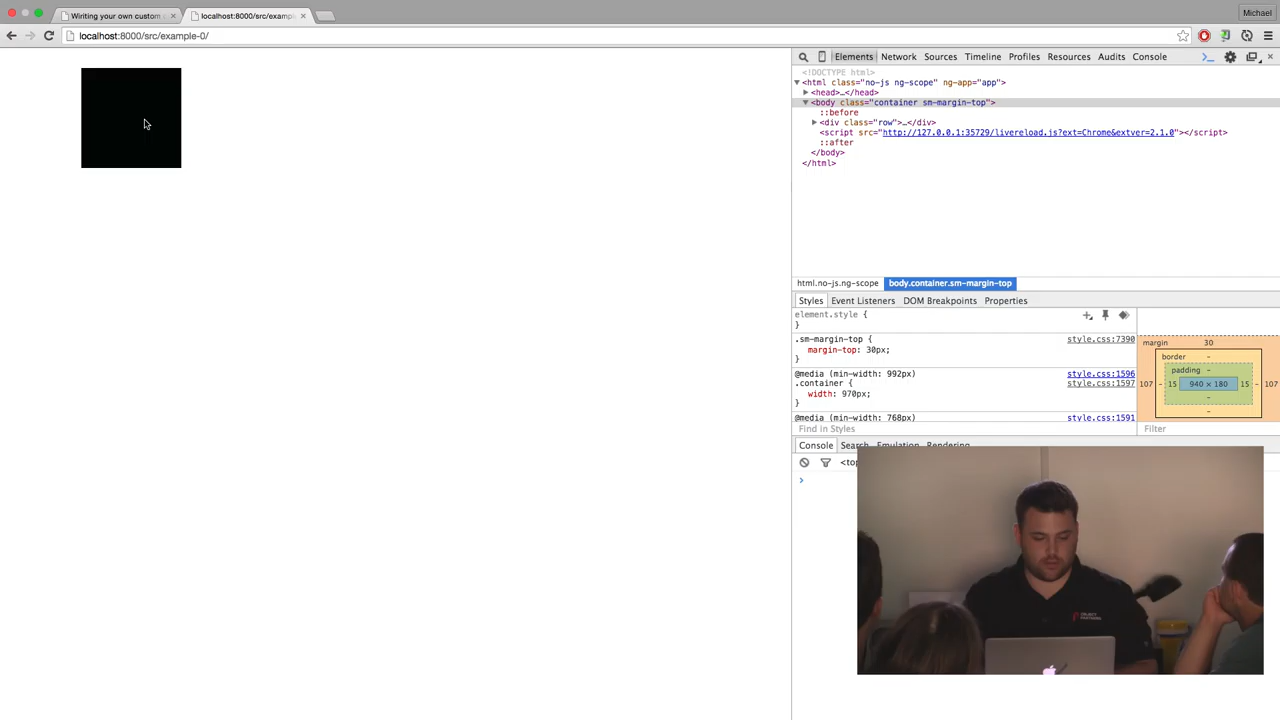 Wiriting your own custom
localhost:8000/src/examp
Michael
localhost:8000/src/example-0/
Elements Network Sources Timeline Profiles Resources Audits Console
<!DOCTYPE html>
<html class="no-js ng-scope" ng-app="app">
<head>…</head>
<body class="container sm-margin-top">
::before
<div class="row">…</div>
<script src="http://127.0.0.1:35729/livereload.js?ext=Chrome&extver=2.1.0"></script>
::after
</body>
</html>
html.no-js.ng-scope body.container.sm-margin-top
Styles Event Listeners DOM Breakpoints Properties
element.style {
}
.sm-margin-top { style.css:7390
margin-top: 30px;
}
@media (min-width: 992px) style.css:1596
.container { style.css:1597
width: 970px;
}
@media (min-width: 768px) style.css:1591
margin 30
border -
padding -
107 - 15 940 × 180 15 - 107
-
-
Find in Styles Filter
Console Search Emulation Rendering
<top
>
OBJECT
PARTNERS